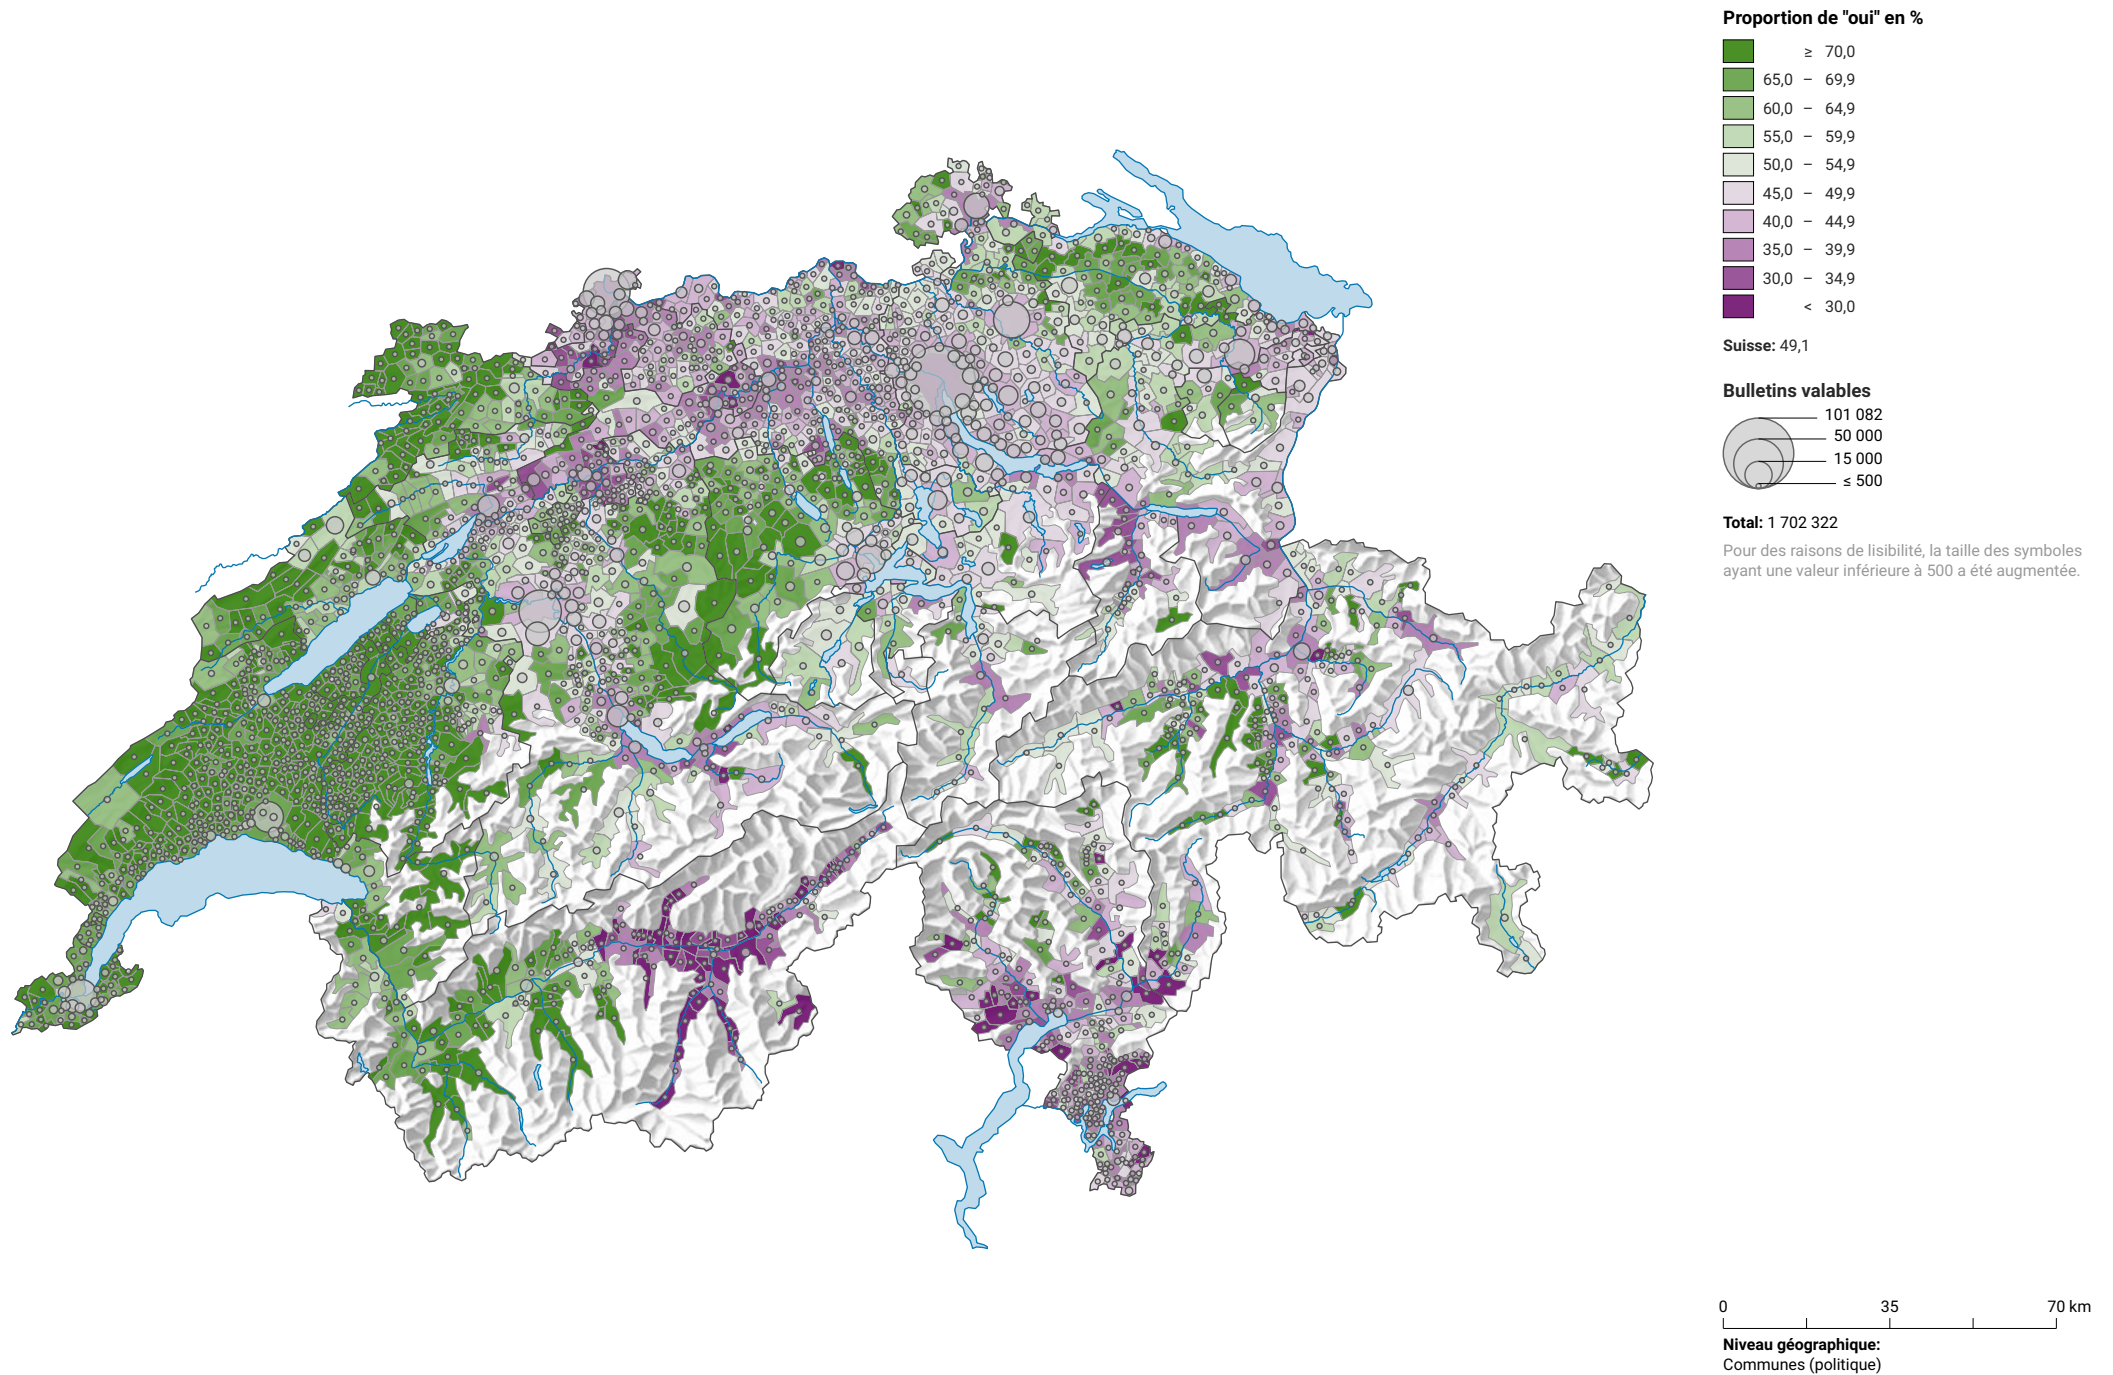 Proportion de "oui" en %
≥ 70,0
65,0 – 69,9
60,0 – 64,9
55,0 – 59,9
50,0 – 54,9
45,0 – 49,9
40,0 – 44,9
35,0 – 39,9
30,0 – 34,9
< 30,0
Suisse: 49,1
Bulletins valables
101 082
50 000
15 000
≤ 500
Total: 1 702 322
Pour des raisons de lisibilité, la taille des symboles
ayant une valeur inférieure à 500 a été augmentée.
0 35 70 km
Niveau géographique:
Communes (politique)